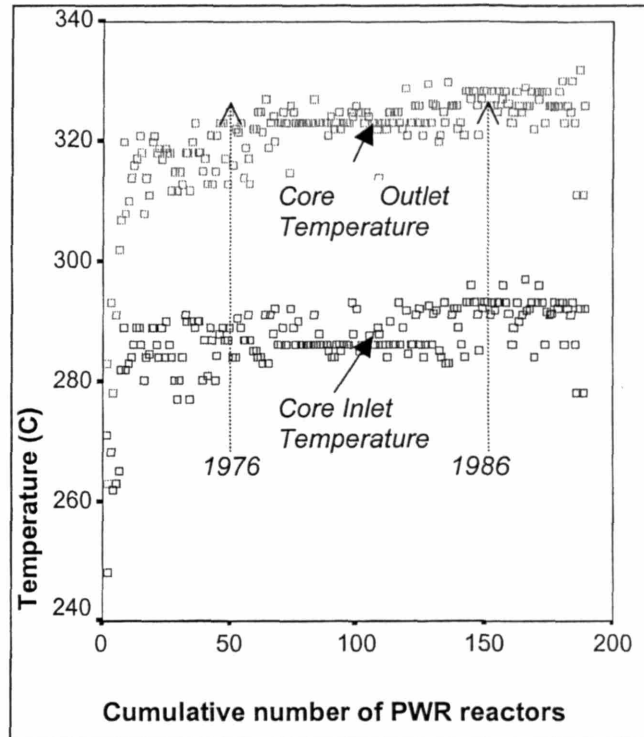 340
320
300
280
260
240
Temperature (C)
Core Outlet
Temperature
Core Inlet
Temperature
1976
1986
0
50
100
150
200
Cumulative number of PWR reactors